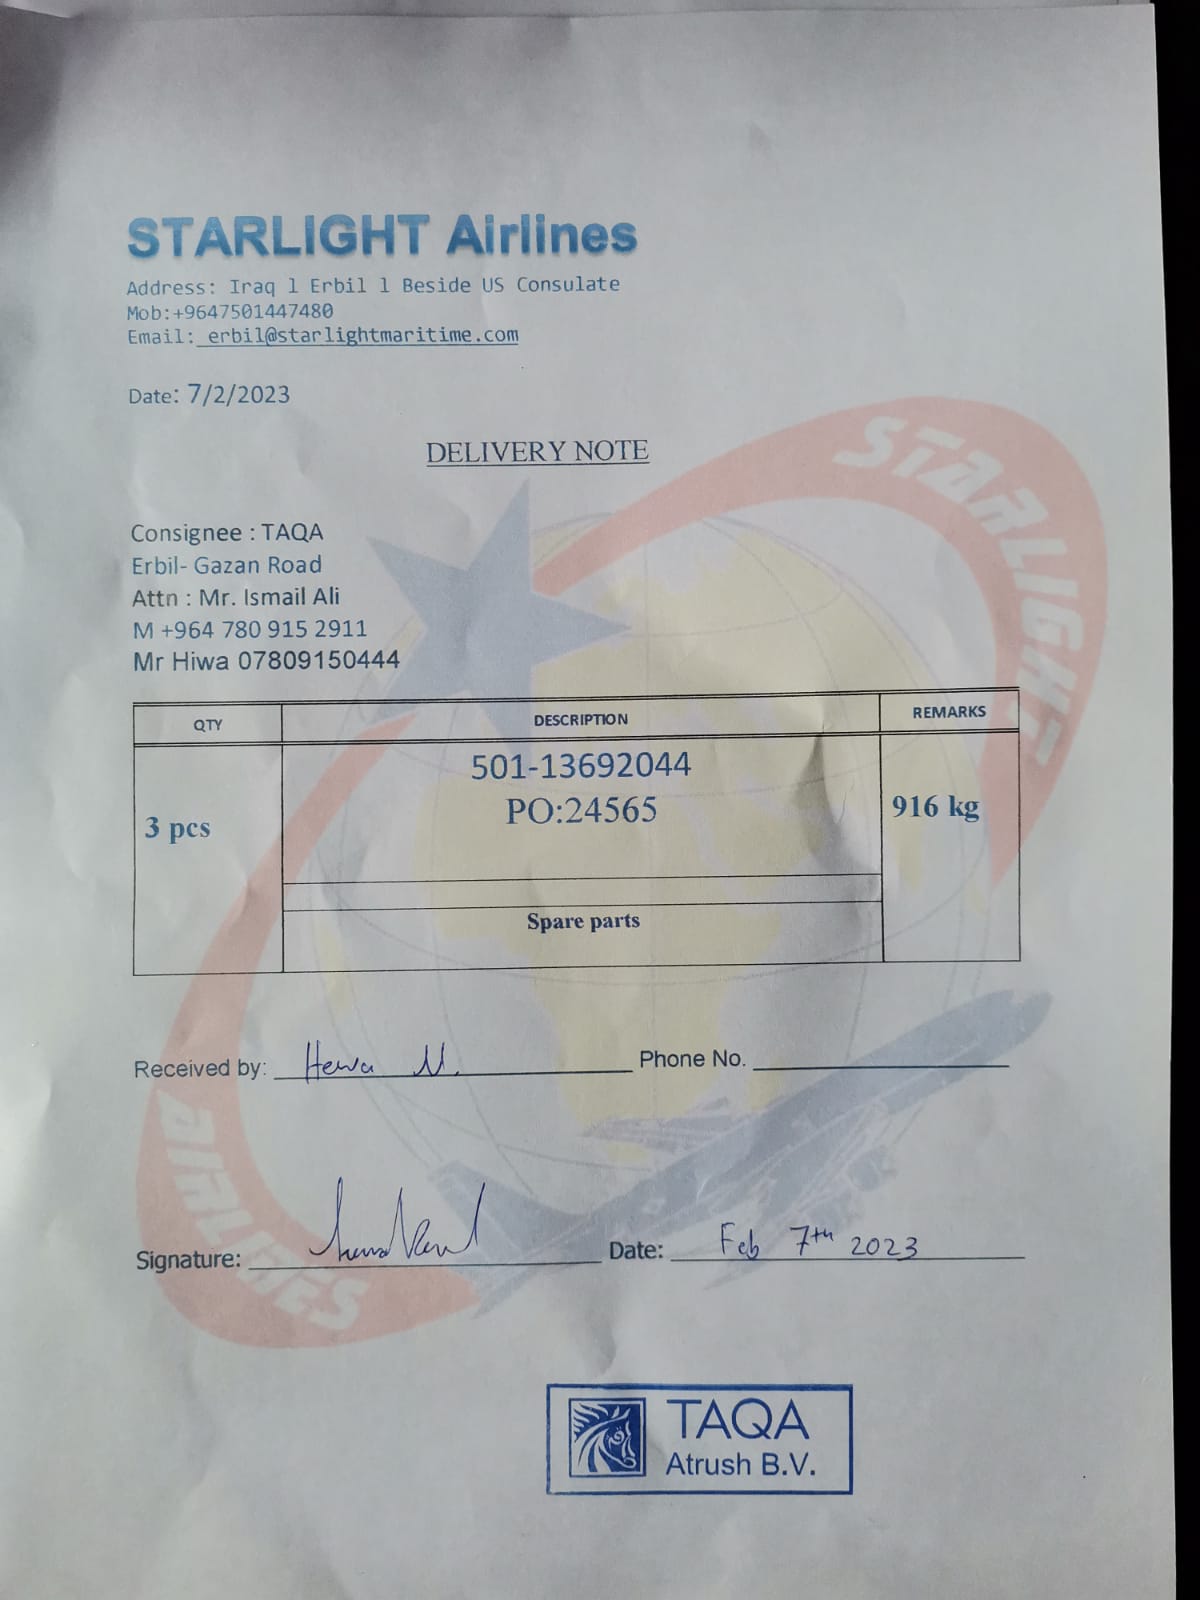 STARLIGHT Airlines
Address: Iraq l Erbil l Beside US Consulate
Mob:+9647501447480
Email: erbil@starlightmaritime.com
Date: 7/2/2023
DELIVERY NOTE
STARLIGHT
Consignee : TAQA
Erbil- Gazan Road
Attn : Mr. Ismail Ali
M +964 780 915 2911
Mr Hiwa 07809150444
QTY DESCRIPTION REMARKS
501-13692044
PO:24565
3 pcs 916 kg
Spare parts
Received by: Hewa M. Phone No.
AIRLINES
Signature: Date: Feb 7th 2023
TAQA
Atrush B.V.